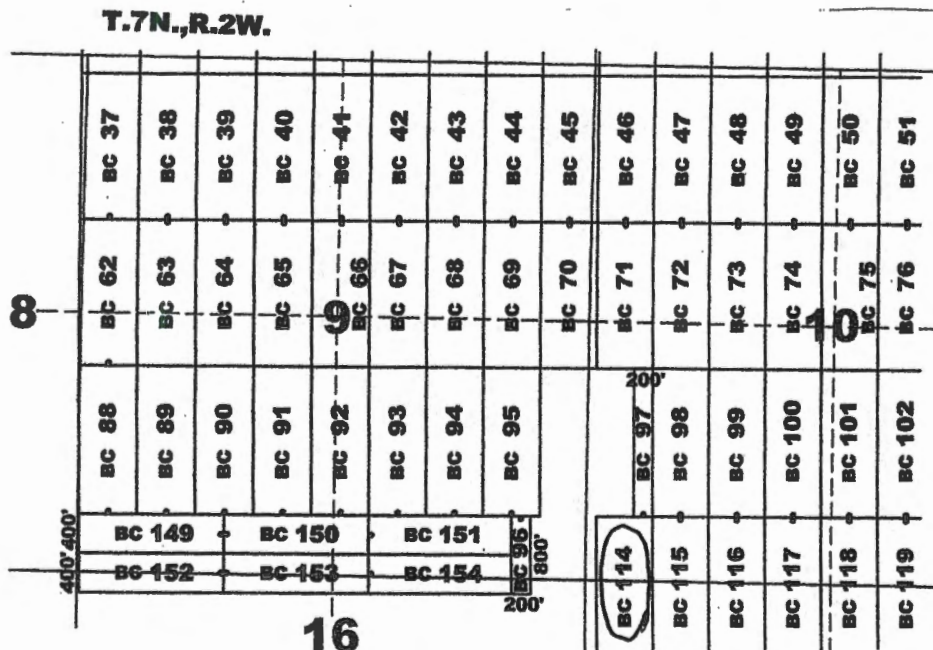 T.7N.,R.2W.
BC 37
BC 38
BC 39
BC 40
BC 41
BC 42
BC 43
BC 44
BC 45
BC 46
BC 47
BC 48
BC 49
BC 50
BC 51
BC 62
BC 63
BC 64
BC 65
BC 66
BC 67
BC 68
BC 69
BC 70
BC 71
BC 72
BC 73
BC 74
BC 75
BC 76
8
9
10
200'
BC 88
BC 89
BC 90
BC 91
BC 92
BC 93
BC 94
BC 95
BC 97
BC 98
BC 99
BC 100
BC 101
BC 102
400'
BC 149
BC 150
BC 151
BC 96
800'
400'
BC 152
BC 153
BC 154
200'
BC 114
BC 115
BC 116
BC 117
BC 118
BC 119
16